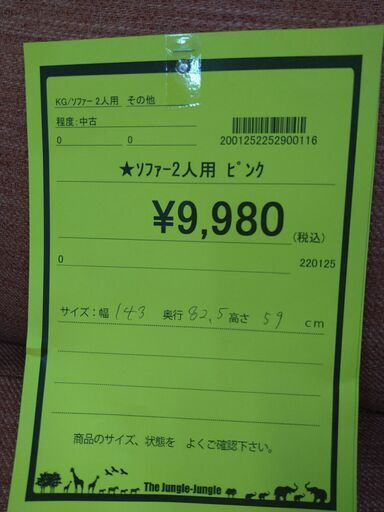 KG/ソファー 2人用 その他
程度:中古
0 0
2001252252900116
★ｿﾌｧｰ2人用 ﾋﾟﾝｸ
¥9,980(税込)
0 220125
サイズ:幅 143 奥行 82.5 高さ 59 cm
商品のサイズ、状態を よくご確認下さい。
The Jungle-Jungle